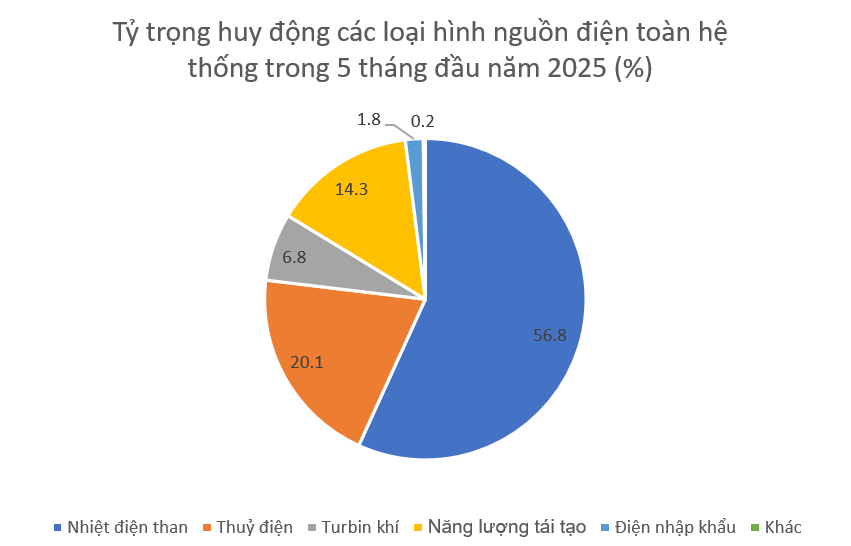 Tỷ trọng huy động các loại hình nguồn điện toàn hệ
thống trong 5 tháng đầu năm 2025 (%)
1.8
0.2
14.3
6.8
56.8
20.1
Nhiệt điện than Thuỷ điện Turbin khí Năng lượng tái tạo Điện nhập khẩu Khác